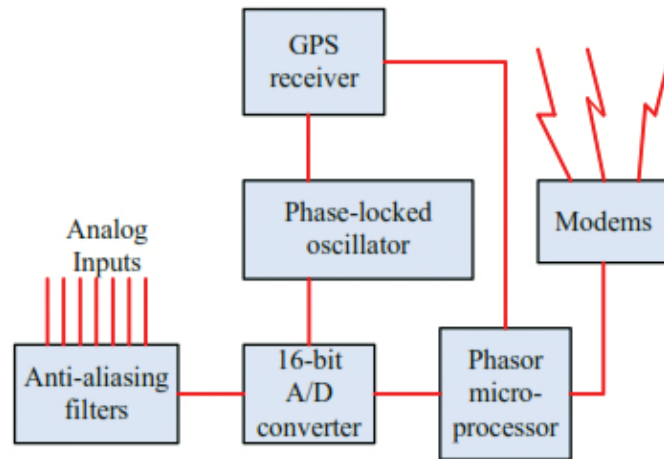 GPS
receiver
Phase-locked
oscillator
Modems
Analog
Inputs
Anti-aliasing
filters
16-bit
A/D
converter
Phasor
micro-
processor